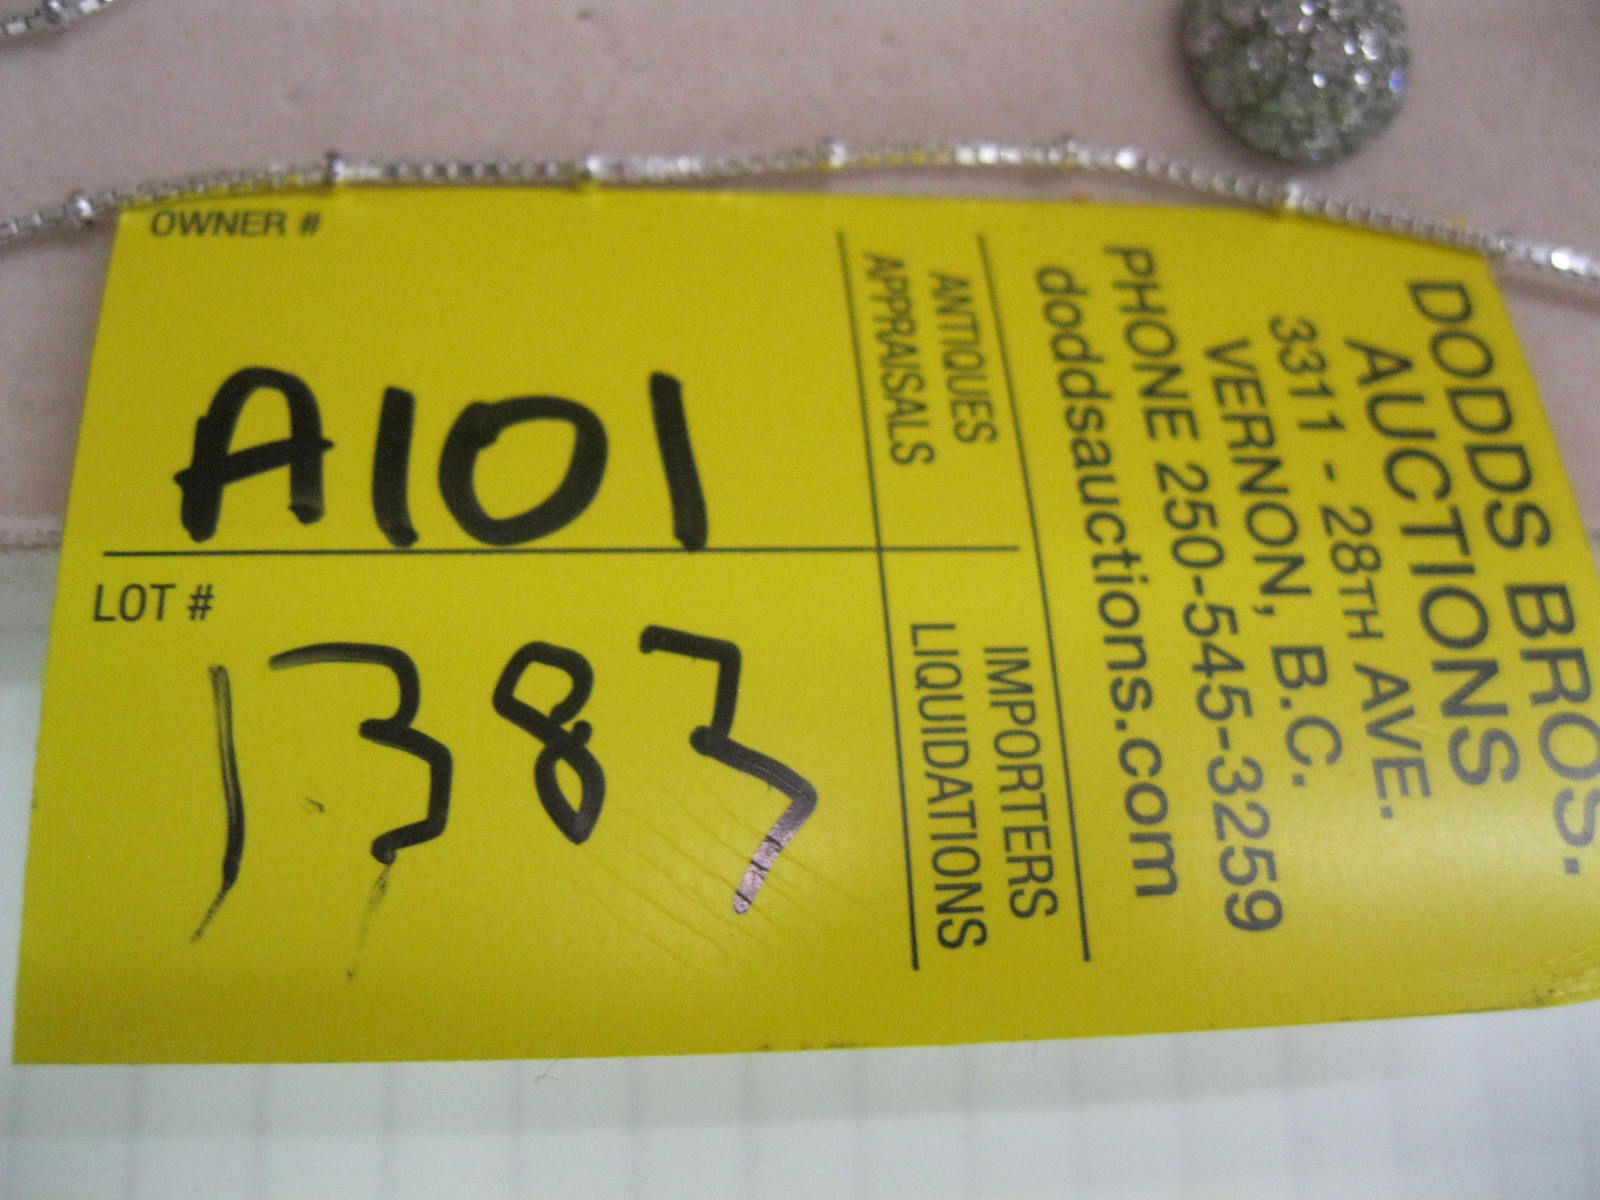 OWNER #
A101
LOT #
1383
ANTIQUES
APPRAISALS
IMPORTERS
LIQUIDATIONS
DODDS BROS.
AUCTIONS
3311 - 28TH AVE.
VERNON, B.C.
PHONE 250-545-3259
doddsauctions.com